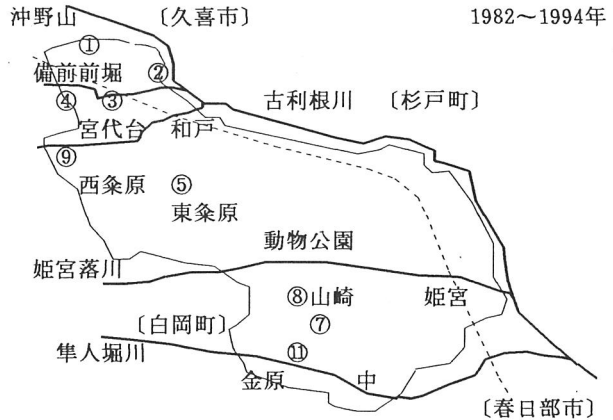 沖野山 〔久喜市〕 1982～1994年
①
備前前堀 ②
④ ③ 古利根川 〔杉戸町〕
宮代台 和戸
⑨
西粂原 ⑤
東粂原
動物公園
姫宮落川
⑧山崎 姫宮
〔白岡町〕 ⑦
隼人堀川 ⑪
金原 中
〔春日部市〕